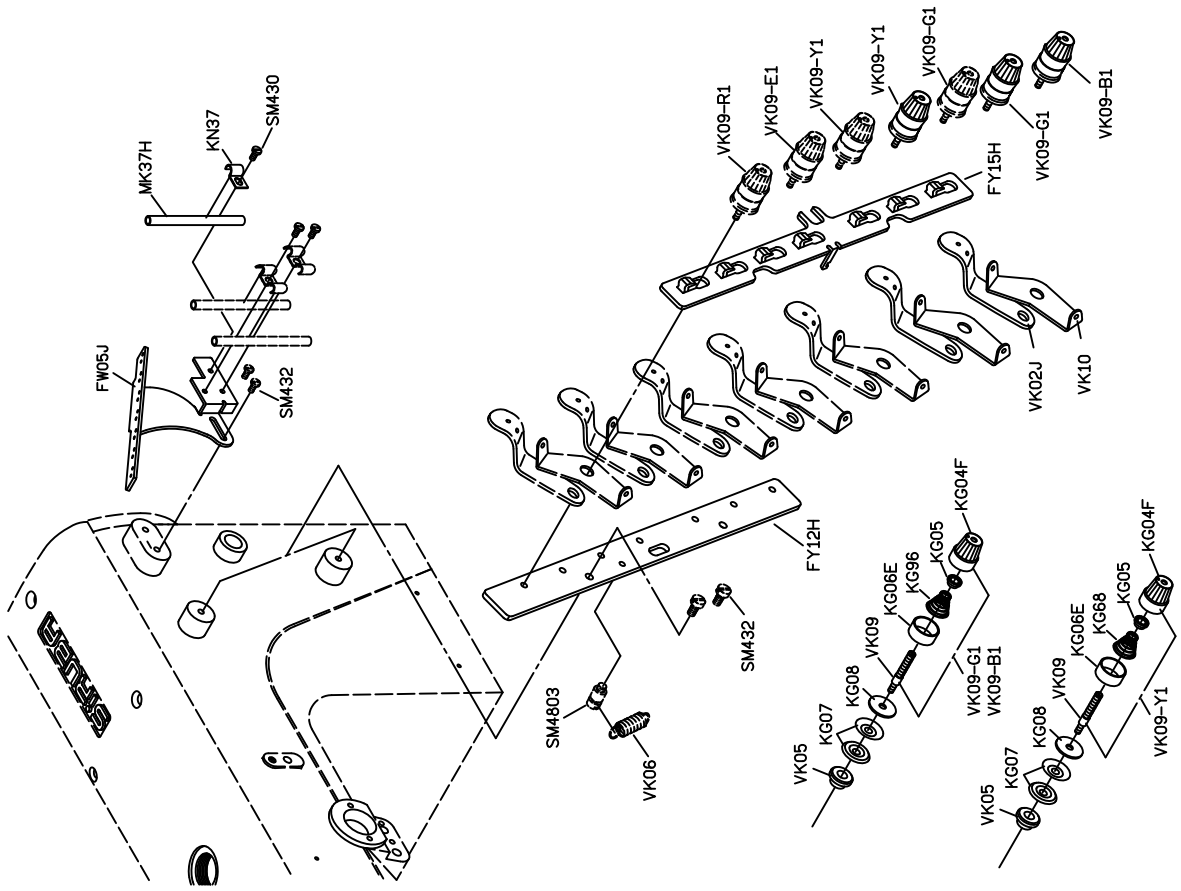 SM430
KN37
MK37H
FW05J
SM432
SIRUBA
VK09-R1
VK09-E1
VK09-Y1
VK09-Y1
VK09-G1
VK09-G1
VK09-B1
FY15H
VK02J
VK10
FY12H
SM432
SM4803
VK06
KG04F
KG05
KG96
KG06E
VK09
KG08
KG07
VK05
VK09-G1
VK09-B1
KG04F
KG05
KG68
KG06E
VK09
KG08
KG07
VK05
VK09-Y1